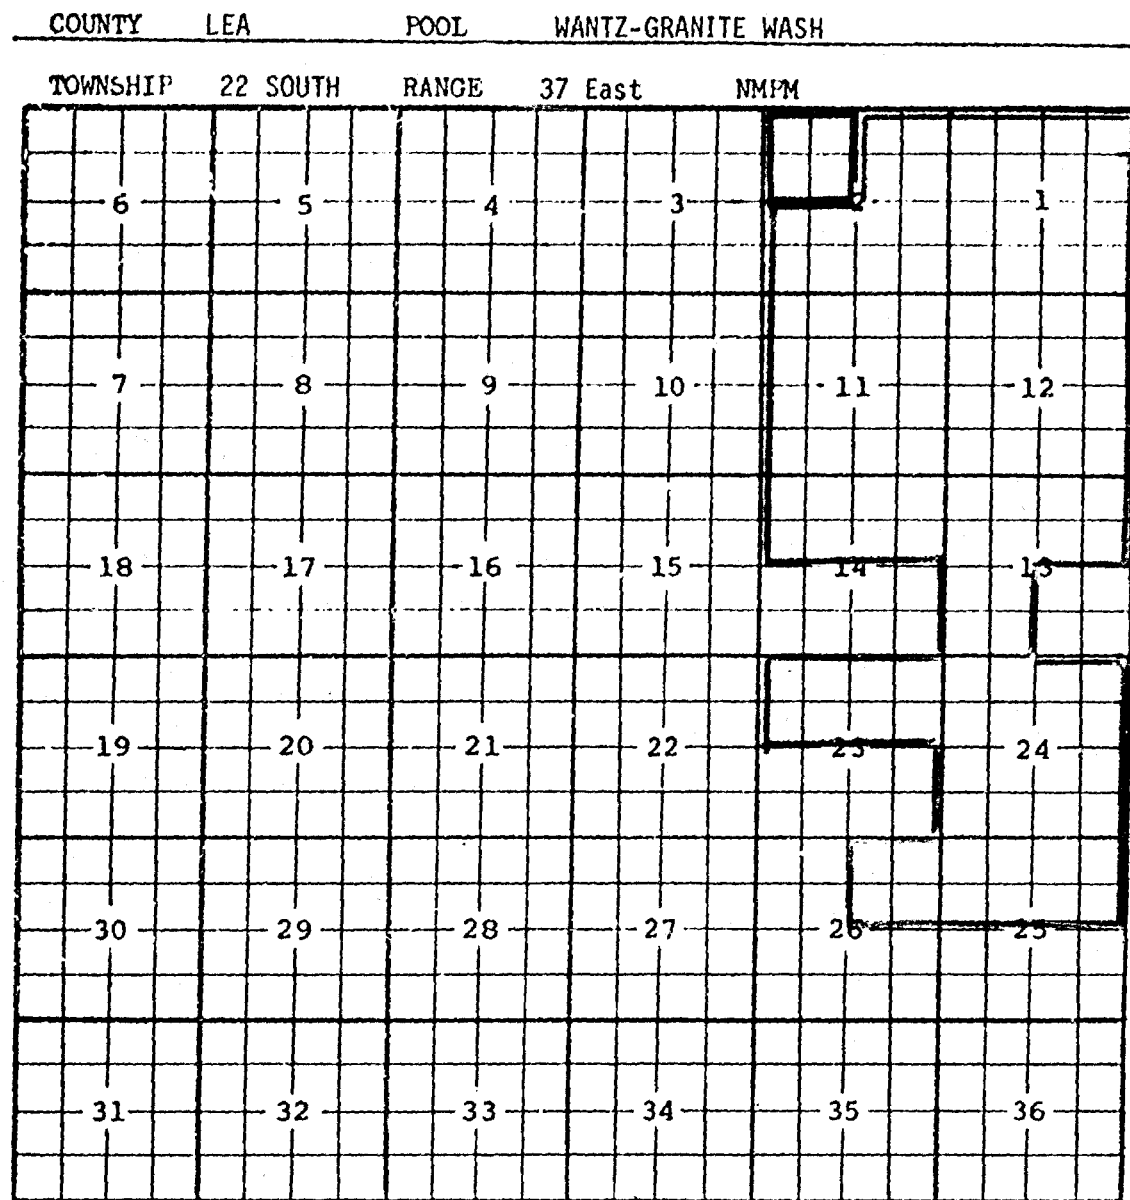 COUNTY LEA POOL WANTZ-GRANITE WASH
TOWNSHIP 22 SOUTH RANGE 37 East NMPM
6 5 4 3 2 1
7 8 9 10 11 12
18 17 16 15 14 13
19 20 21 22 23 24
30 29 28 27 26 25
31 32 33 34 35 36